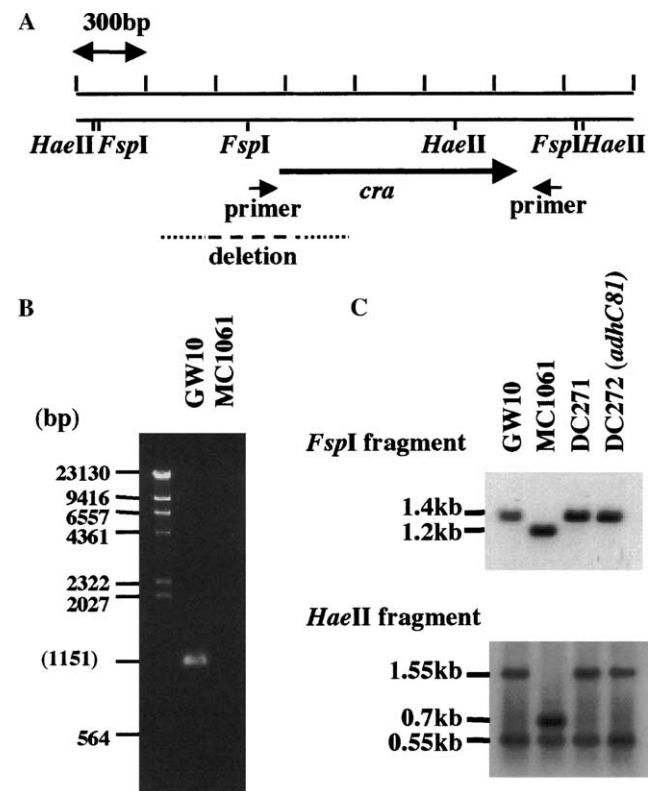 A
300bp
HaeII FspI FspI HaeII FspI HaeII
cra
primer primer
deletion
B
GW10
MC1061
(bp)
23130
9416
6557
4361
2322
2027
(1151)
564
C
GW10
MC1061
DC271
DC272 (adhC81)
FspI fragment
1.4kb
1.2kb
HaeII fragment
1.55kb
0.7kb
0.55kb